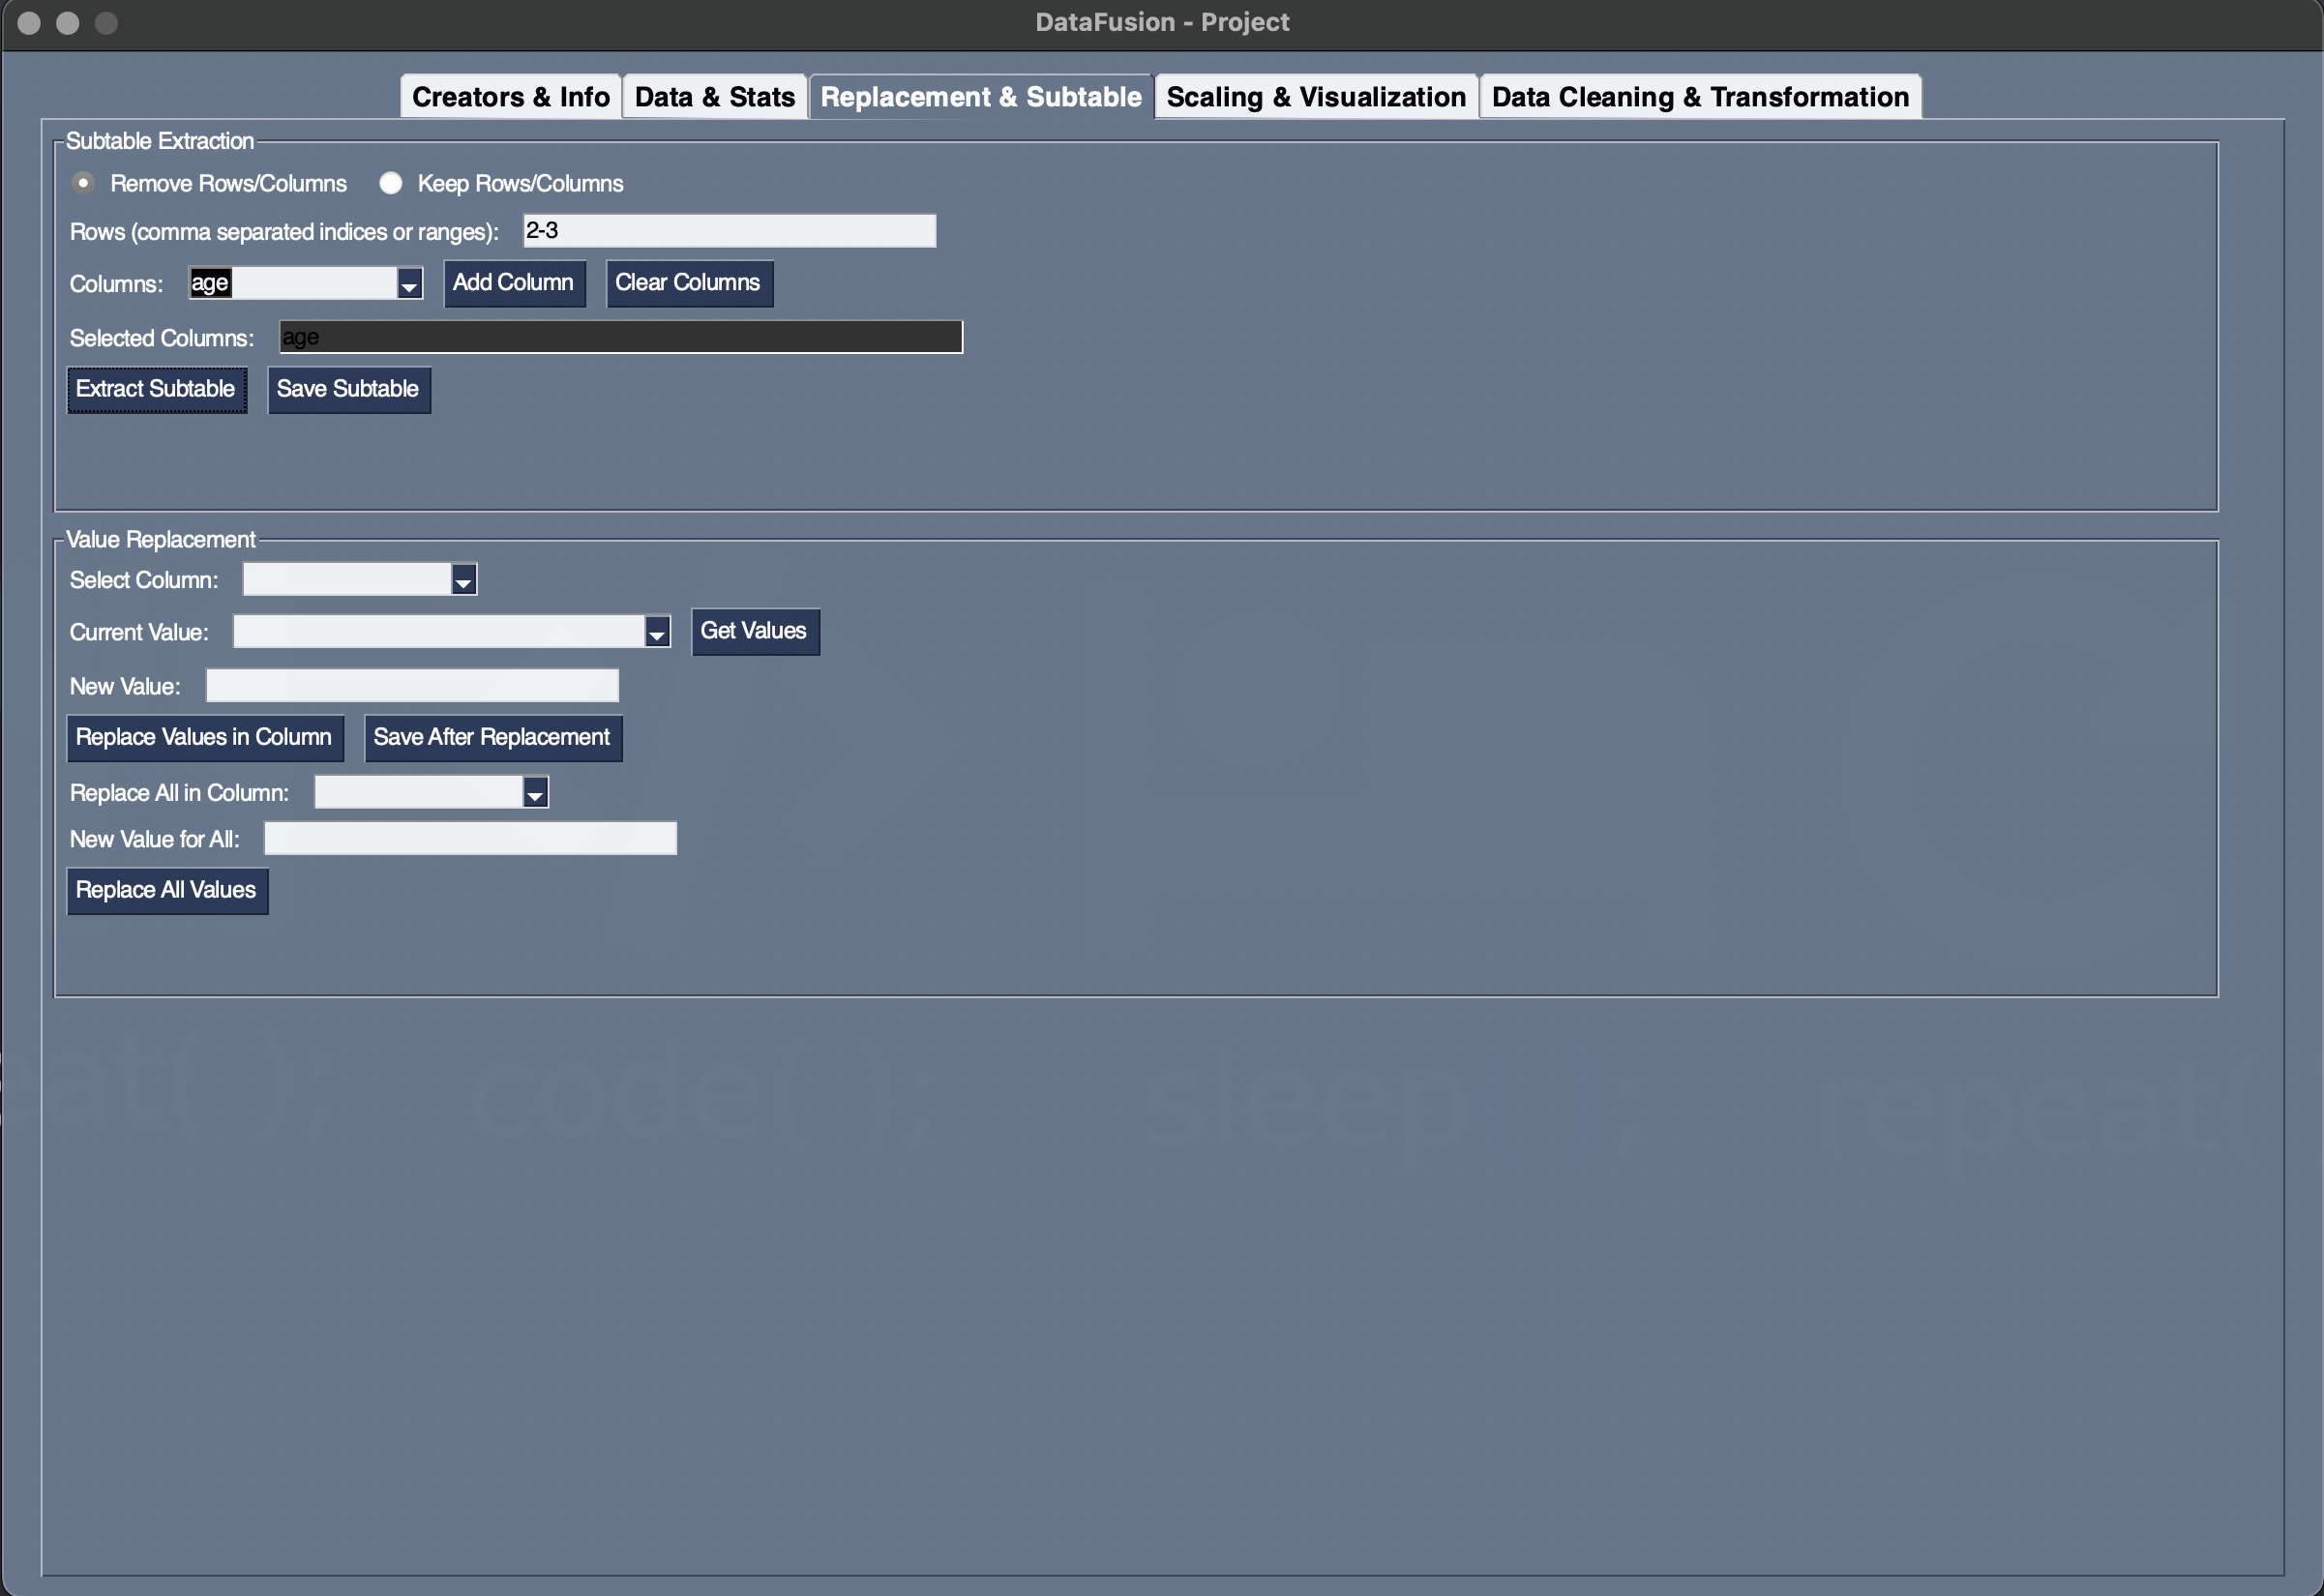 DataFusion - Project
Creators & Info Data & Stats Replacement & Subtable Scaling & Visualization Data Cleaning & Transformation
Subtable Extraction
Remove Rows/Columns Keep Rows/Columns
Rows (comma separated indices or ranges): 2-3
Columns: age Add Column Clear Columns
Selected Columns: age
Extract Subtable Save Subtable
Value Replacement
Select Column:
Current Value: Get Values
New Value:
Replace Values in Column Save After Replacement
Replace All in Column:
New Value for All:
Replace All Values
eat( ); code ); sleep ; repeat